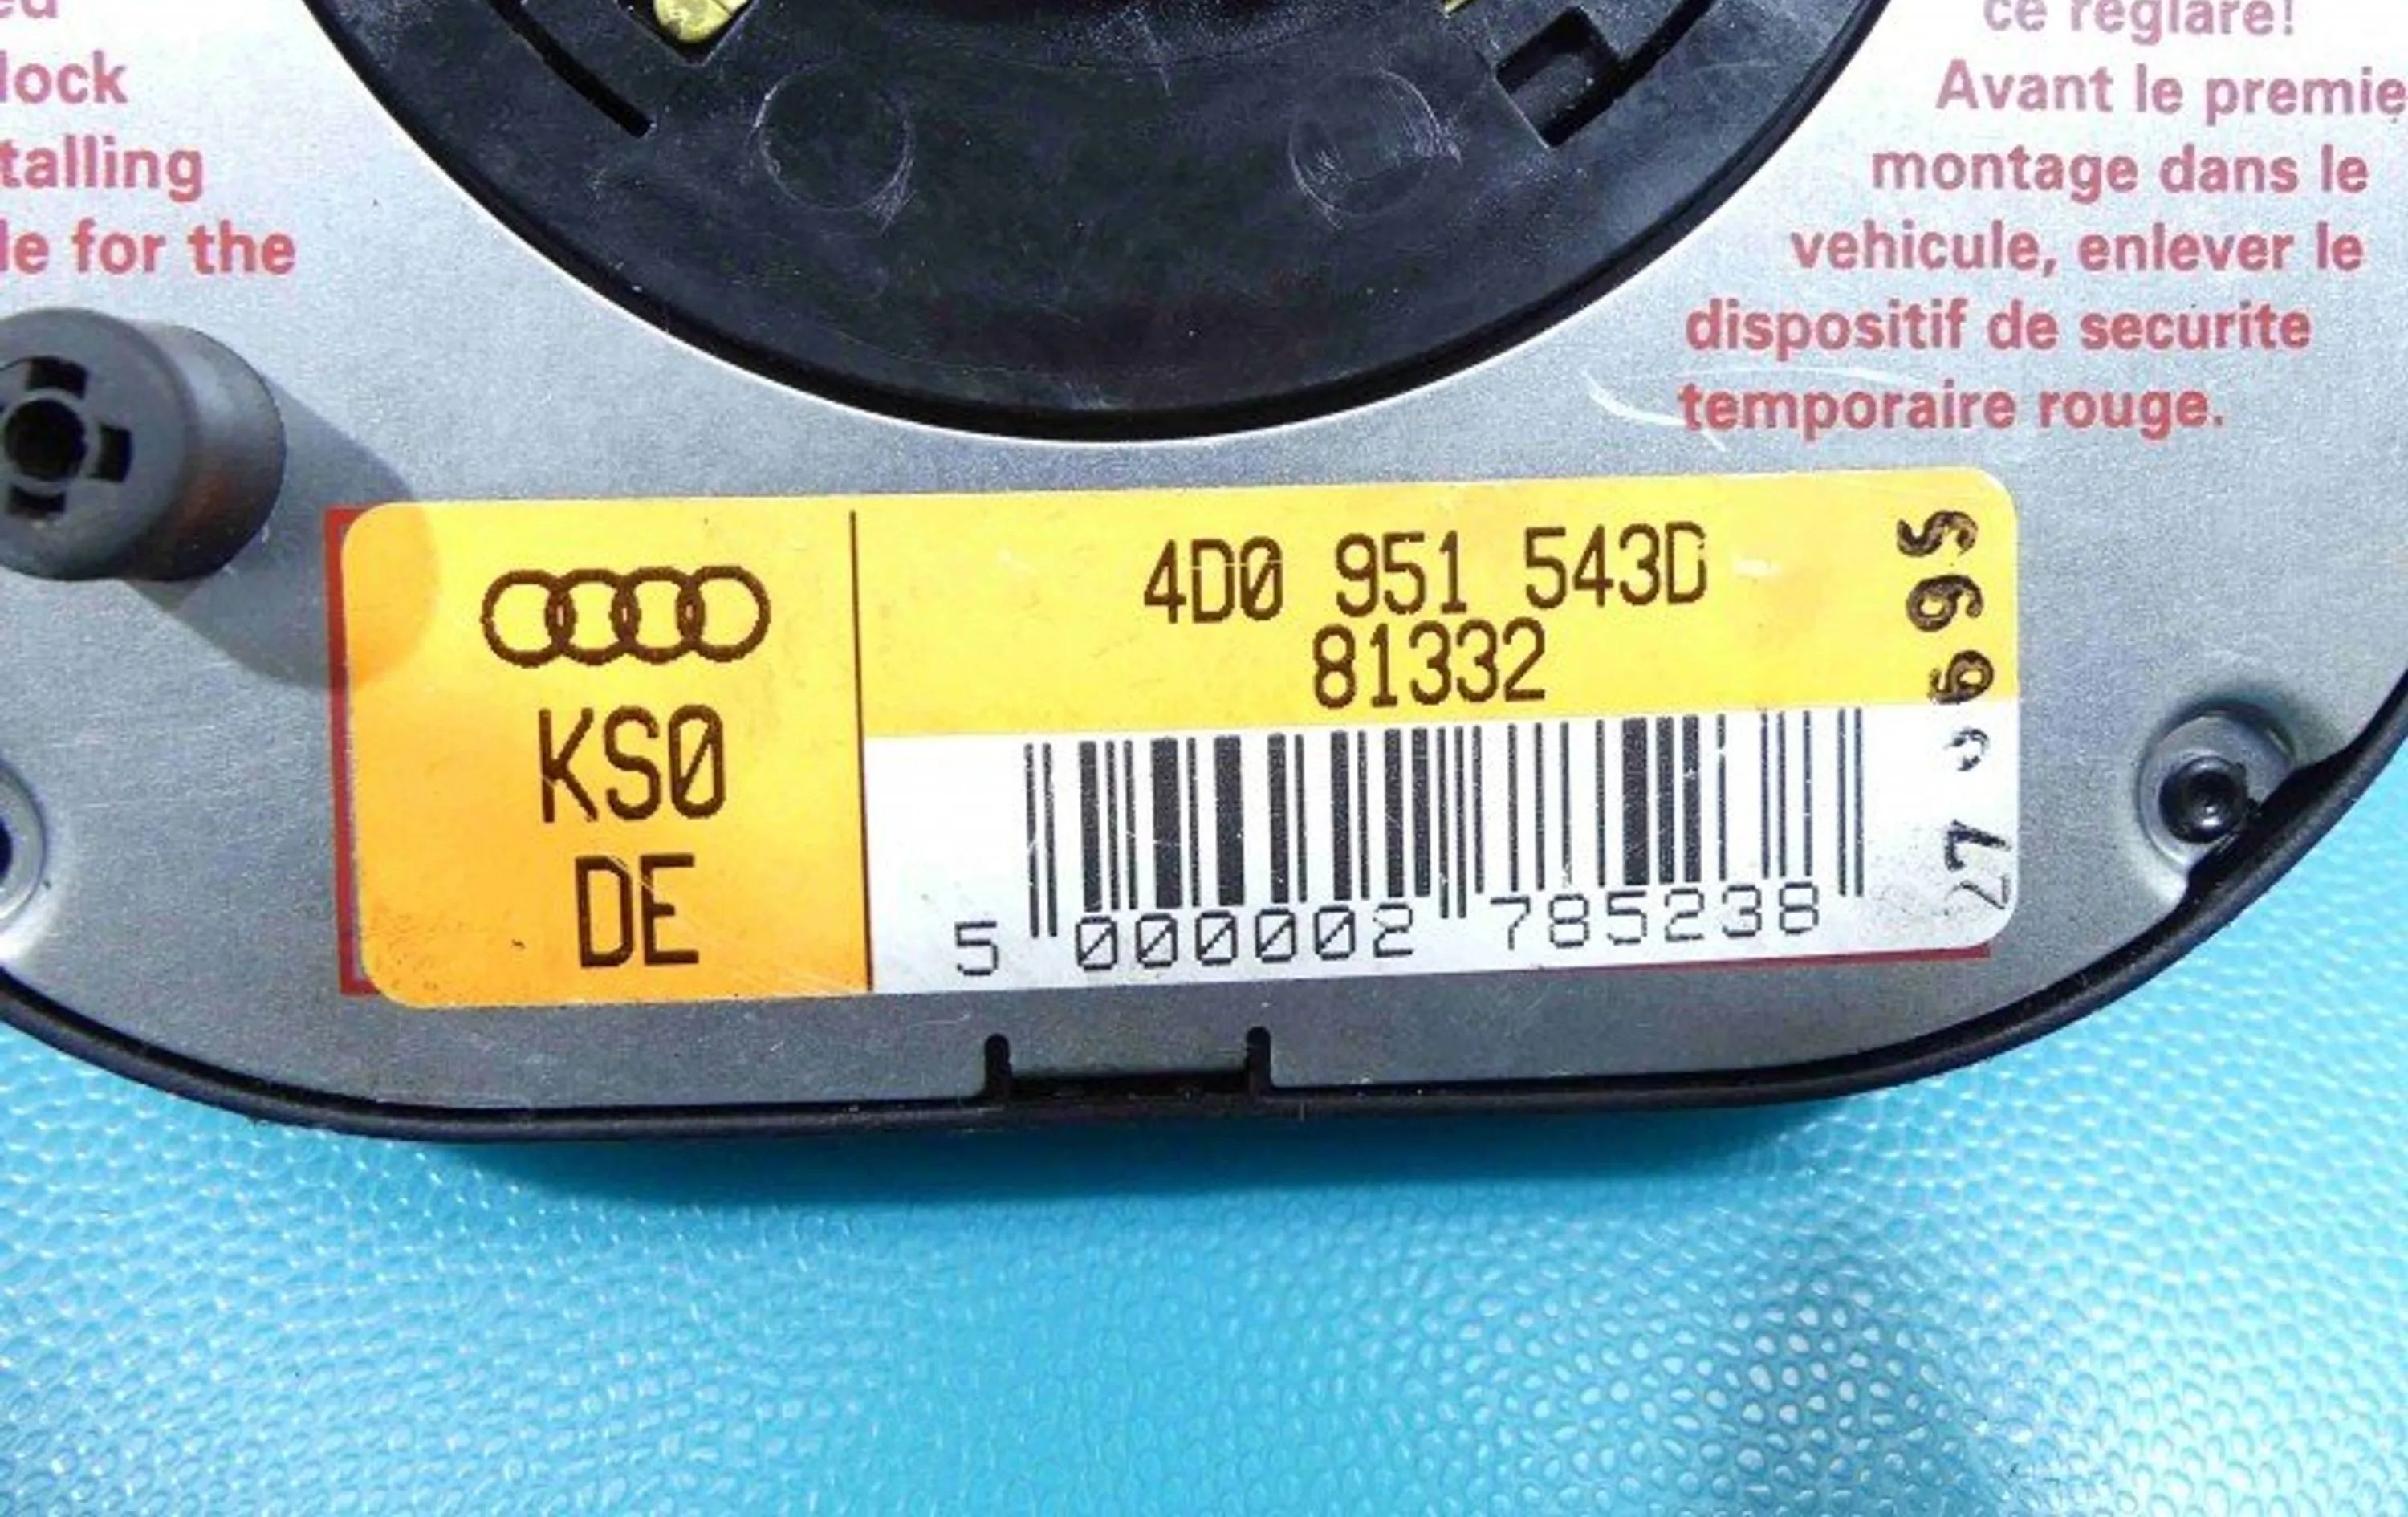 lock
talling
le for the
ce reglare!
Avant le premie
montage dans le
vehicule, enlever le
dispositif de securite
temporaire rouge.
KS0
DE
4D0 951 543D
81332
5 000002 785238